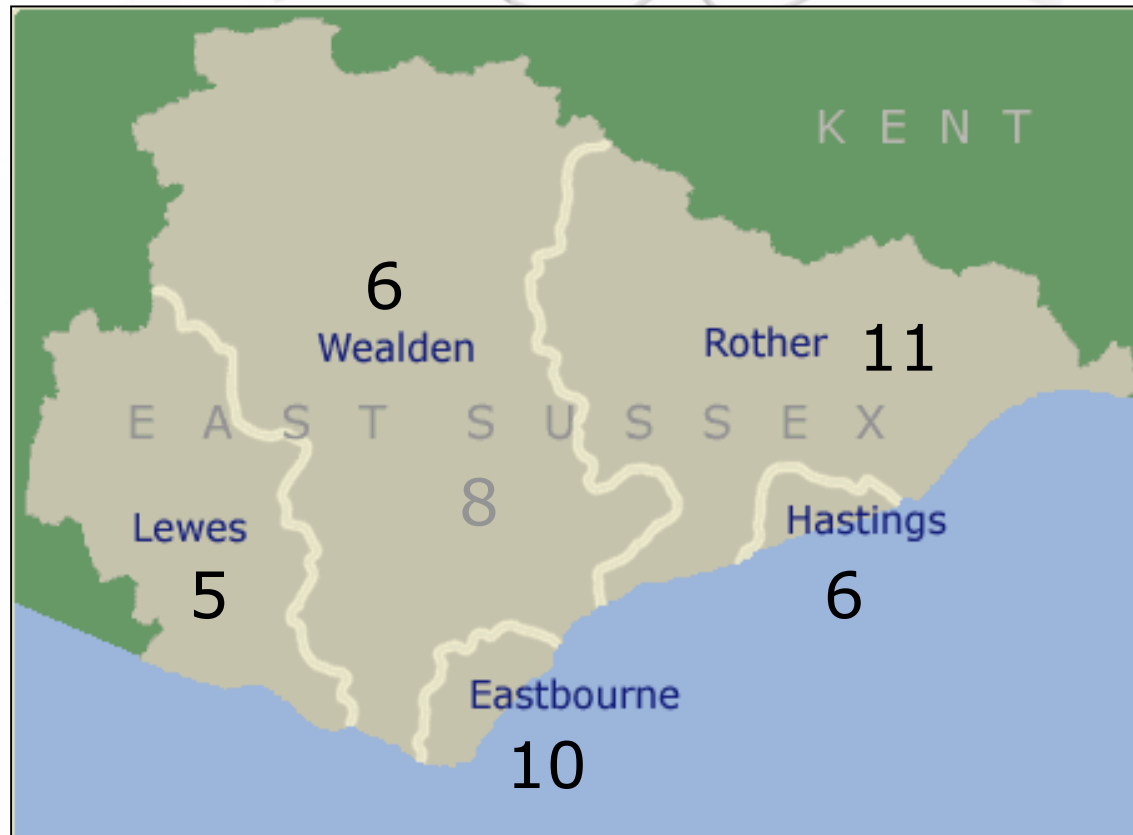 KENT
6
Wealden
Rother 11
EAST SUSSEX
8
Lewes
Hastings
5
6
Eastbourne
10